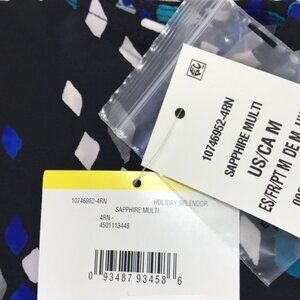 10746952-4RN
SAPPHIRE MULTI
US/CA M
ES/FR/PT M DE M
10746952-4RN
HOLIDAY SPLENDOR
SAPPHIRE MULTI
4RN -
4501113448
0 93487 93458 6